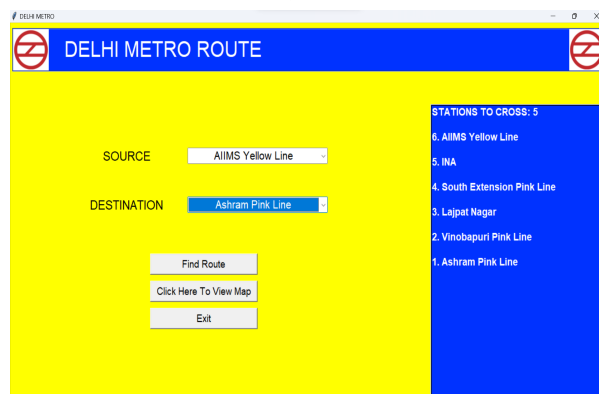 DELHI METRO
DELHI METRO ROUTE
SOURCE
AIIMS Yellow Line
DESTINATION
Ashram Pink Line
Find Route
Click Here To View Map
Exit
STATIONS TO CROSS: 5
6. AIIMS Yellow Line
5. INA
4. South Extension Pink Line
3. Lajpat Nagar
2. Vinobapuri Pink Line
1. Ashram Pink Line